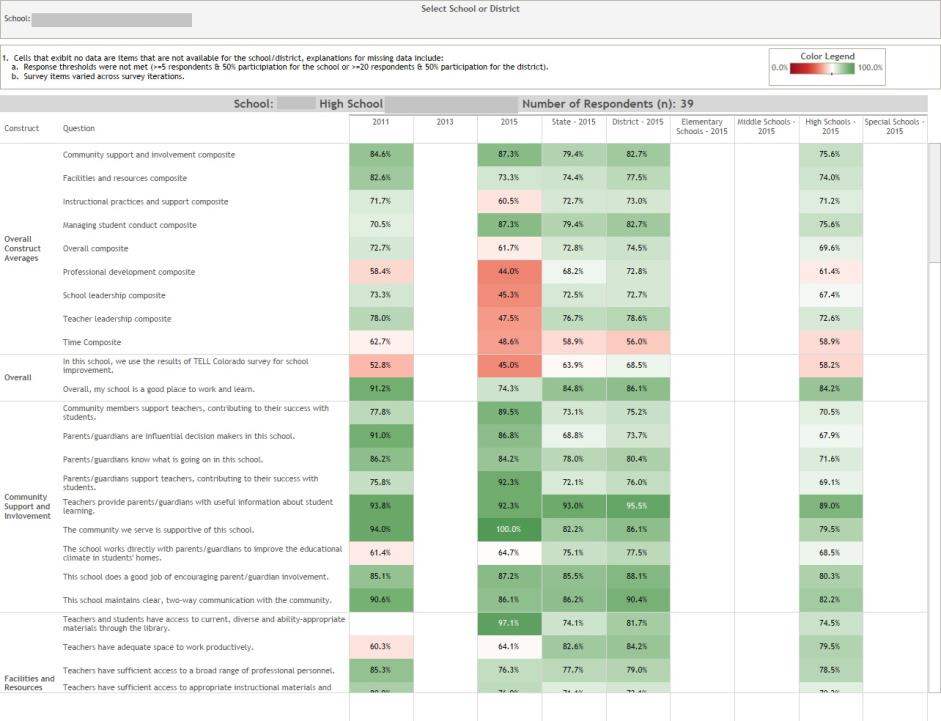 Select School or District
School:
1. Cells that exibit no data are items that are not available for the school/district, explanations for missing data include:
a. Response thresholds were not met (>=5 respondents & 50% participiation for the school or >=20 respondents & 50% participation for the district).
b. Survey items varied across survey iterations.
Color Legend
0.0% 100.0%
School: High School Number of Respondents (n): 39
Construct Question 2011 2013 2015 State - 2015 District - 2015 Elementary Schools - 2015 Middle Schools - 2015 High Schools - 2015 Special Schools - 2015
Overall Construct Averages
Community support and involvement composite 84.6% 87.3% 79.4% 82.7% 75.6%
Facilities and resources composite 82.6% 73.3% 74.4% 77.5% 74.0%
Instructional practices and support composite 71.7% 60.5% 72.7% 73.0% 71.2%
Managing student conduct composite 70.5% 87.3% 79.4% 82.7% 75.6%
Overall composite 72.7% 61.7% 72.8% 74.5% 69.6%
Professional development composite 58.4% 44.0% 68.2% 72.8% 61.4%
School leadership composite 73.3% 45.3% 72.5% 72.7% 67.4%
Teacher leadership composite 78.0% 47.5% 76.7% 78.6% 72.6%
Time Composite 62.7% 48.6% 58.9% 56.0% 58.9%
Overall
In this school, we use the results of TELL Colorado survey for school improvement. 52.8% 45.0% 63.9% 68.5% 58.2%
Overall, my school is a good place to work and learn. 91.2% 74.3% 84.8% 86.1% 84.2%
Community Support and Invlovement
Community members support teachers, contributing to their success with students. 77.8% 89.5% 73.1% 75.2% 70.5%
Parents/guardians are influential decision makers in this school. 91.0% 86.8% 68.8% 73.7% 67.9%
Parents/guardians know what is going on in this school. 86.2% 84.2% 78.0% 80.4% 71.6%
Parents/guardians support teachers, contributing to their success with students. 75.8% 92.3% 72.1% 76.0% 69.1%
Teachers provide parents/guardians with useful information about student learning. 93.8% 92.3% 93.0% 95.5% 89.0%
The community we serve is supportive of this school. 94.0% 100.0% 82.2% 86.1% 79.5%
The school works directly with parents/guardians to improve the educational climate in students' homes. 61.4% 64.7% 75.1% 77.5% 68.5%
This school does a good job of encouraging parent/guardian involvement. 85.1% 87.2% 85.5% 88.1% 80.3%
This school maintains clear, two-way communication with the community. 90.6% 86.1% 86.2% 90.4% 82.2%
Facilities and Resources
Teachers and students have access to current, diverse and ability-appropriate materials through the library. 97.1% 74.1% 81.7% 74.5%
Teachers have adequate space to work productively. 60.3% 64.1% 82.6% 84.2% 79.5%
Teachers have sufficient access to a broad range of professional personnel. 85.3% 76.3% 77.7% 79.0% 78.5%
Teachers have sufficient access to appropriate instructional materials and